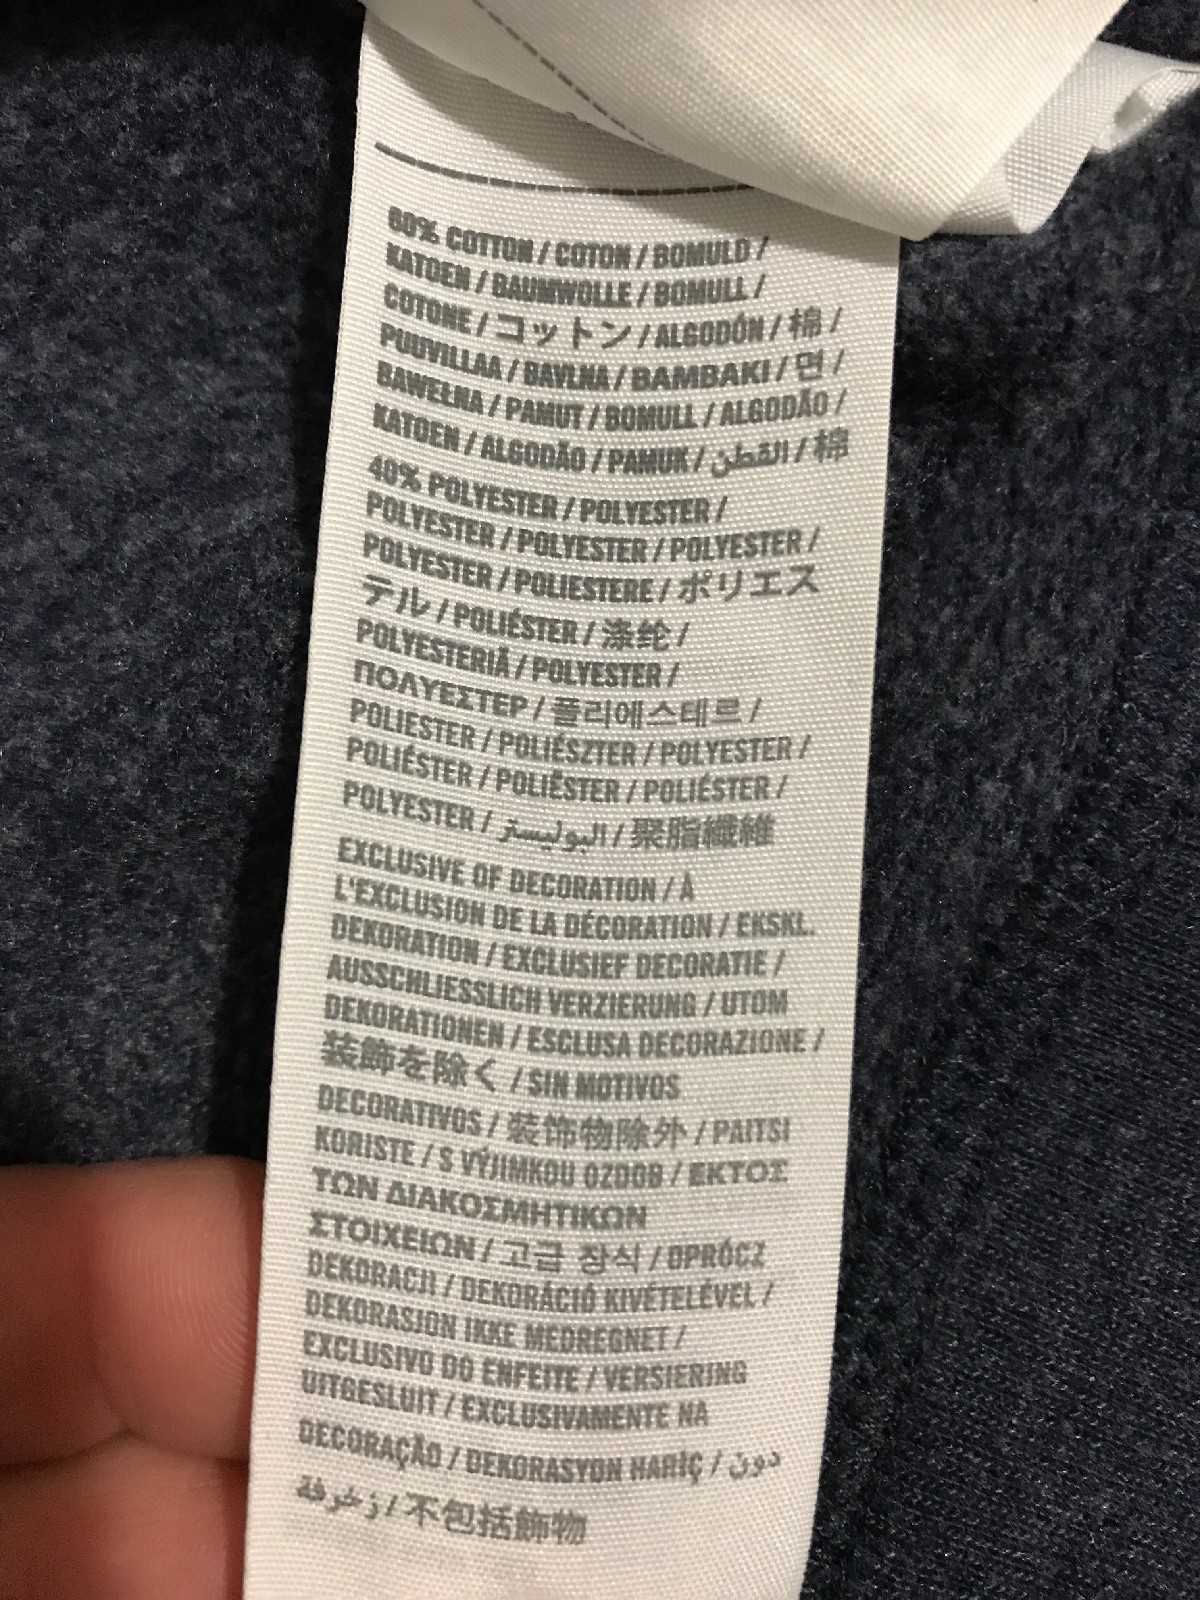 60% COTTON / COTON / BOMULD /
KATOEN / BAUMWOLLE / BOMULL /
COTONE / コットン / ALGODÓN / 棉 /
PUUVILLAA / BAVLNA / BAMBAKI / 면 /
BAWEŁNA / PAMUT / BOMULL / ALGODÃO /
KATOEN / ALGODÃO / PAMUK / القطن / 棉
40% POLYESTER / POLYESTER /
POLYESTER / POLYESTER / POLYESTER /
POLYESTER / POLIESTERE / ポリエス
テル / POLIÉSTER / 涤纶 /
POLYESTERIÄ / POLYESTER /
ΠΟΛΥΕΣΤΕΡ /폴리에스테르 /
POLIESTER / POLIÉSZTER / POLYESTER /
POLIÉSTER / POLIËSTER / POLIÉSTER /
POLYESTER / البوليستر / 聚脂纖維
EXCLUSIVE OF DECORATION / À
L'EXCLUSION DE LA DÉCORATION / EKSKL.
DEKORATION / EXCLUSIEF DECORATIE /
AUSSCHLIESSLICH VERZIERUNG / UTOM
DEKORATIONEN / ESCLUSA DECORAZIONE /
装飾を除く / SIN MOTIVOS
DECORATIVOS / 装饰物除外 / PAITSI
KORISTE / S VÝJIMKOU OZDOB / ΕΚΤΟΣ
ΤΩΝ ΔΙΑΚΟΣΜΗΤΙΚΩΝ
ΣΤΟΙΧΕΙΩΝ / 고급 장식 / OPRÓCZ
DEKORACJI / DEKORÁCIÓ KIVÉTELÉVEL /
DEKORASJON IKKE MEDREGNET /
EXCLUSIVO DO ENFEITE / VERSIERING
UITGESLUIT / EXCLUSIVAMENTE NA
DECORAÇÃO / DEKORASYON HARİÇ / دون
زخرفة / 不包括飾物